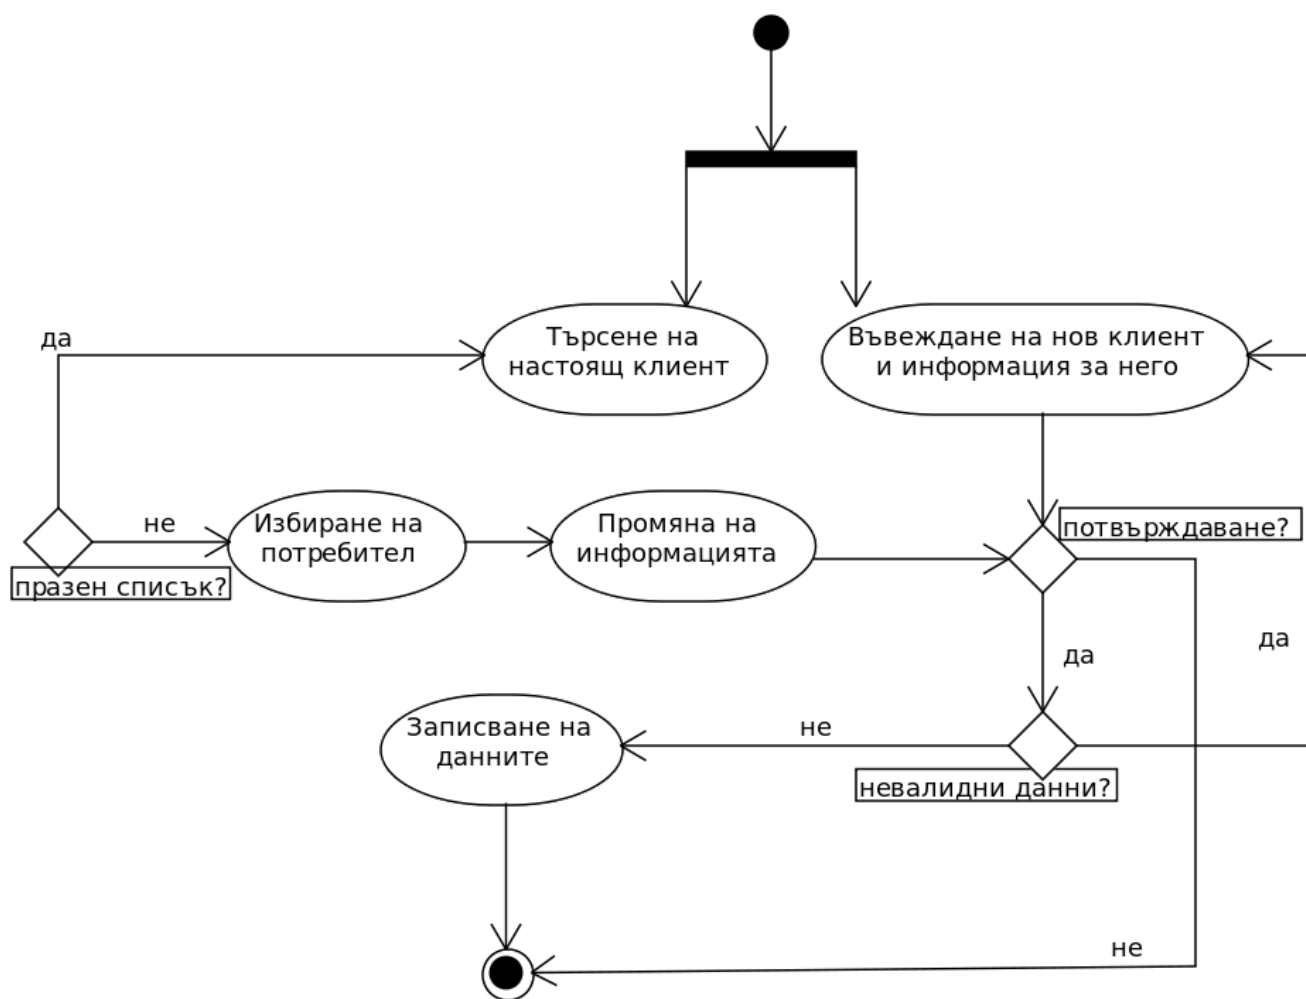 Търсене на
настоящ клиент
Въвеждане на нов клиент
и информация за него
да
не
празен списък?
Избиране на
потребител
Промяна на
информацията
потвърждаване?
да
да
Записване на
данните
не
невалидни данни?
не